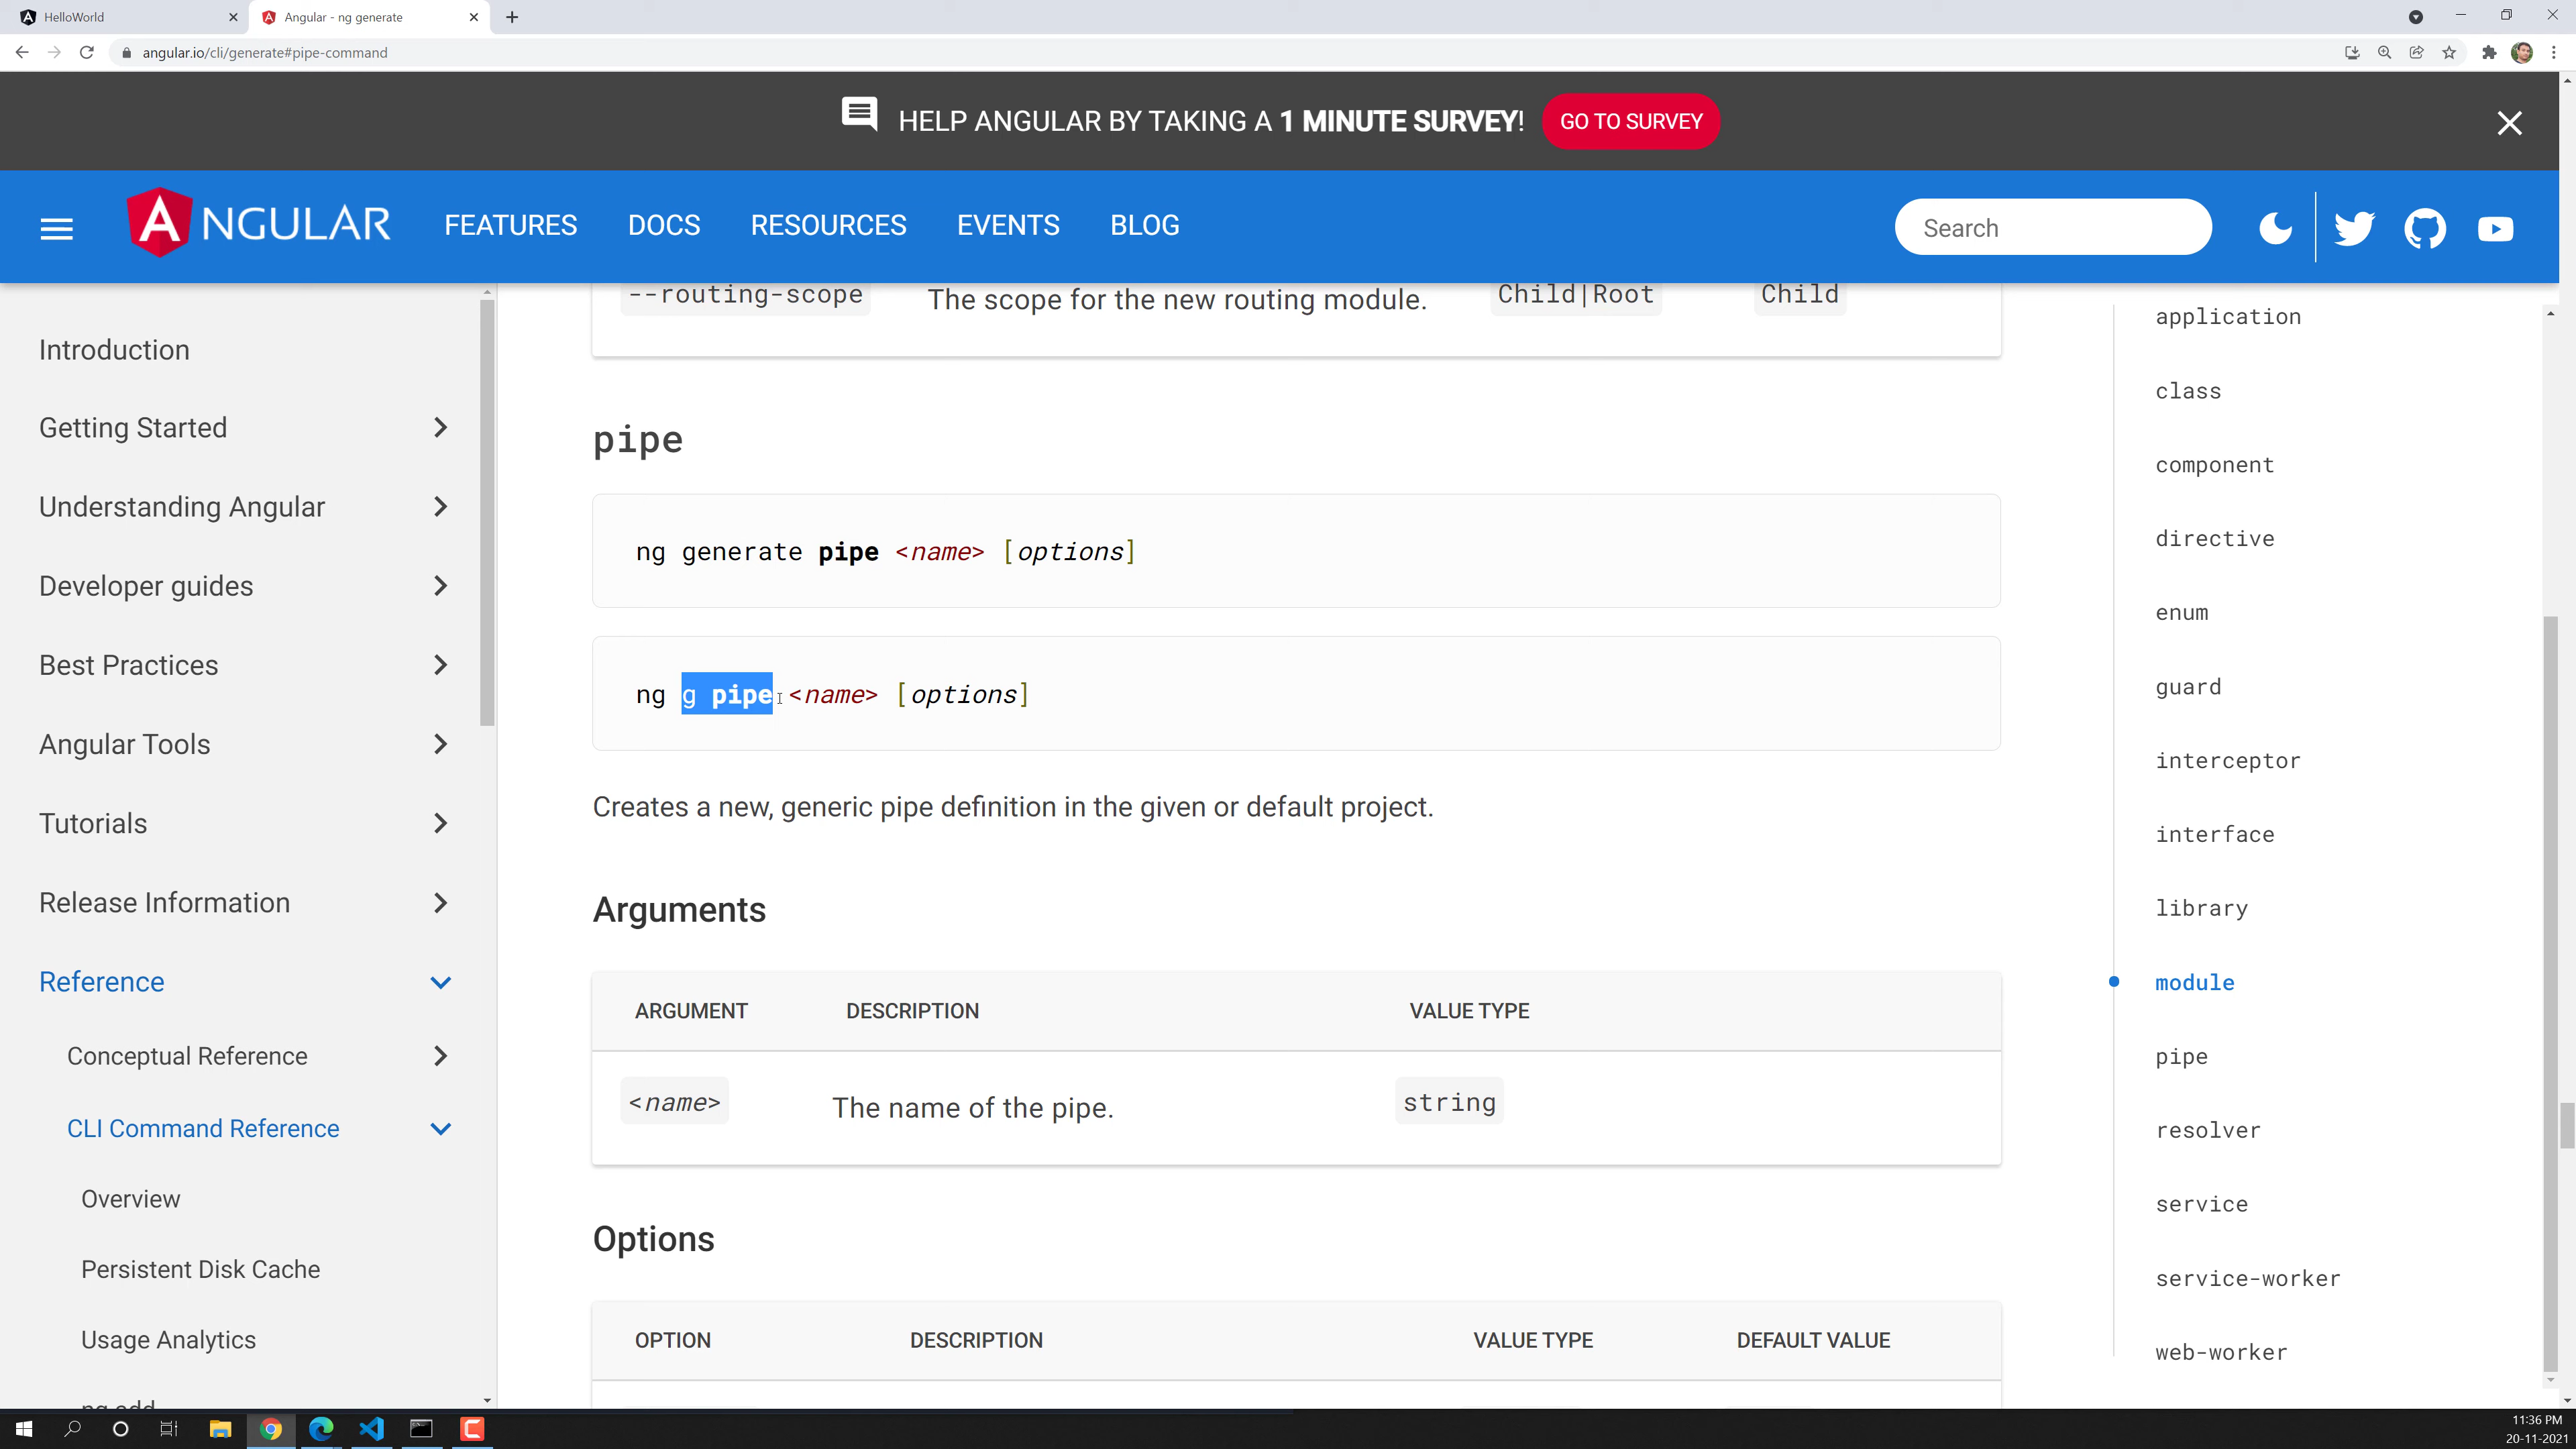 HelloWorld
Angular - ng generate
angular.io/cli/generate#pipe-command
HELP ANGULAR BY TAKING A 1 MINUTE SURVEY!
GO TO SURVEY
ANGULAR
FEATURES
DOCS
RESOURCES
EVENTS
BLOG
Search
Introduction
Getting Started
Understanding Angular
Developer guides
Best Practices
Angular Tools
Tutorials
Release Information
Reference
Conceptual Reference
CLI Command Reference
Overview
Persistent Disk Cache
Usage Analytics
ng add
--routing-scope The scope for the new routing module. Child|Root Child
pipe
ng generate pipe <name> [options]
ng g pipe <name> [options]
Creates a new, generic pipe definition in the given or default project.
Arguments
ARGUMENT DESCRIPTION VALUE TYPE
<name> The name of the pipe. string
Options
OPTION DESCRIPTION VALUE TYPE DEFAULT VALUE
application
class
component
directive
enum
guard
interceptor
interface
library
module
pipe
resolver
service
service-worker
web-worker
11:36 PM
20-11-2021